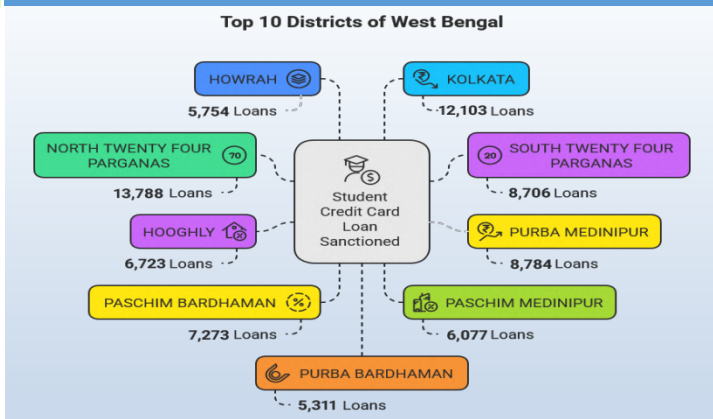 Top 10 Districts of West Bengal
HOWRAH
5,754 Loans
KOLKATA
12,103 Loans
NORTH TWENTY FOUR
PARGANAS
70
13,788 Loans
20
SOUTH TWENTY FOUR
PARGANAS
8,706 Loans
Student
Credit Card
Loan
Sanctioned
HOOGHLY
6,723 Loans
PURBA MEDINIPUR
8,784 Loans
PASCHIM BARDHAMAN
7,273 Loans
PASCHIM MEDINIPUR
6,077 Loans
PURBA BARDHAMAN
5,311 Loans